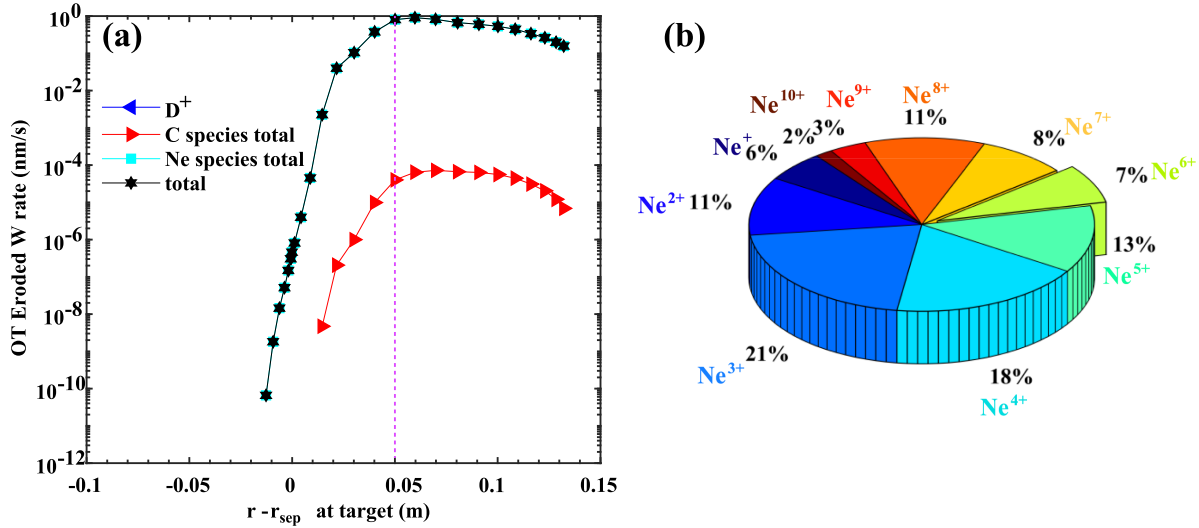 (a)
10⁰
10⁻²
10⁻⁴
10⁻⁶
10⁻⁸
10⁻¹⁰
10⁻¹²
OT Eroded W rate (nm/s)
D⁺
C species total
Ne species total
total
-0.1
-0.05
0
0.05
0.1
0.15
r -r_sep at target (m)
(b)
Ne¹⁰⁺
2%
Ne⁹⁺
3%
Ne⁸⁺
11%
Ne⁷⁺
8%
Ne⁶⁺
7%
Ne⁺
6%
Ne²⁺ 11%
13%
Ne⁵⁺
Ne³⁺ 21%
18%
Ne⁴⁺